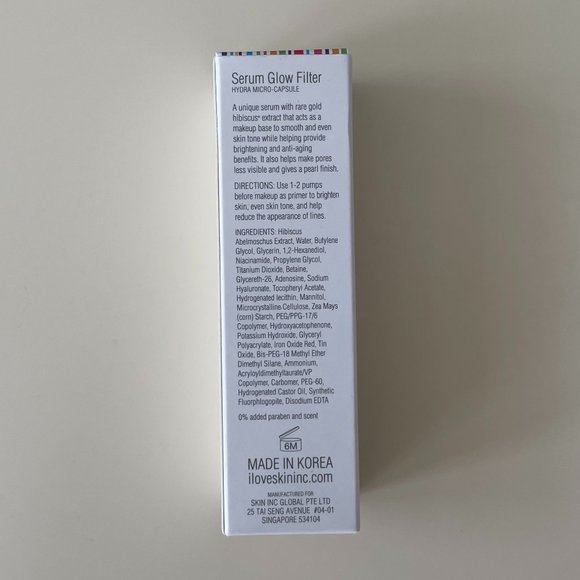 Serum Glow Filter
HYDRA MICRO-CAPSULE
A unique serum with rare gold
hibiscus* extract that acts as a
makeup base to smooth and even
skin tone while helping provide
brightening and anti-aging
benefits. It also helps make pores
less visible and gives a pearl finish.
DIRECTIONS: Use 1-2 pumps
before makeup as primer to brighten
skin, even skin tone, and help
reduce the appearance of lines.
INGREDIENTS: Hibiscus
Abelmoschus Extract, Water, Butylene
Glycol, Glycerin, 1,2-Hexanediol,
Niacinamide, Propylene Glycol,
Titanium Dioxide, Betaine,
Glycereth-26, Adenosine, Sodium
Hyaluronate, Tocopheryl Acetate,
Hydrogenated lecithin, Mannitol,
Microcrystalline Cellulose, Zea Mays
(corn) Starch, PEG/PPG-17/6
Copolymer, Hydroxyacetophenone,
Potassium Hydroxide, Glyceryl
Polyacrylate, iron Oxide Red, Tin
Oxide, Bis-PEG-18 Methyl Ether
Dimethyl Silane, Ammonium,
Acryloyldimethyltaurate/VP
Copolymer, Carbomer, PEG-60,
Hydrogenated Castor Oil, Synthetic
Fluorphlogopite, Disodium EDTA
0% added paraben and scent
6M
MADE IN KOREA
iloveskininc.com
MANUFACTURED FOR
SKIN INC GLOBAL PTE LTD
25 TAI SENG AVENUE #04-01
SINGAPORE 534104